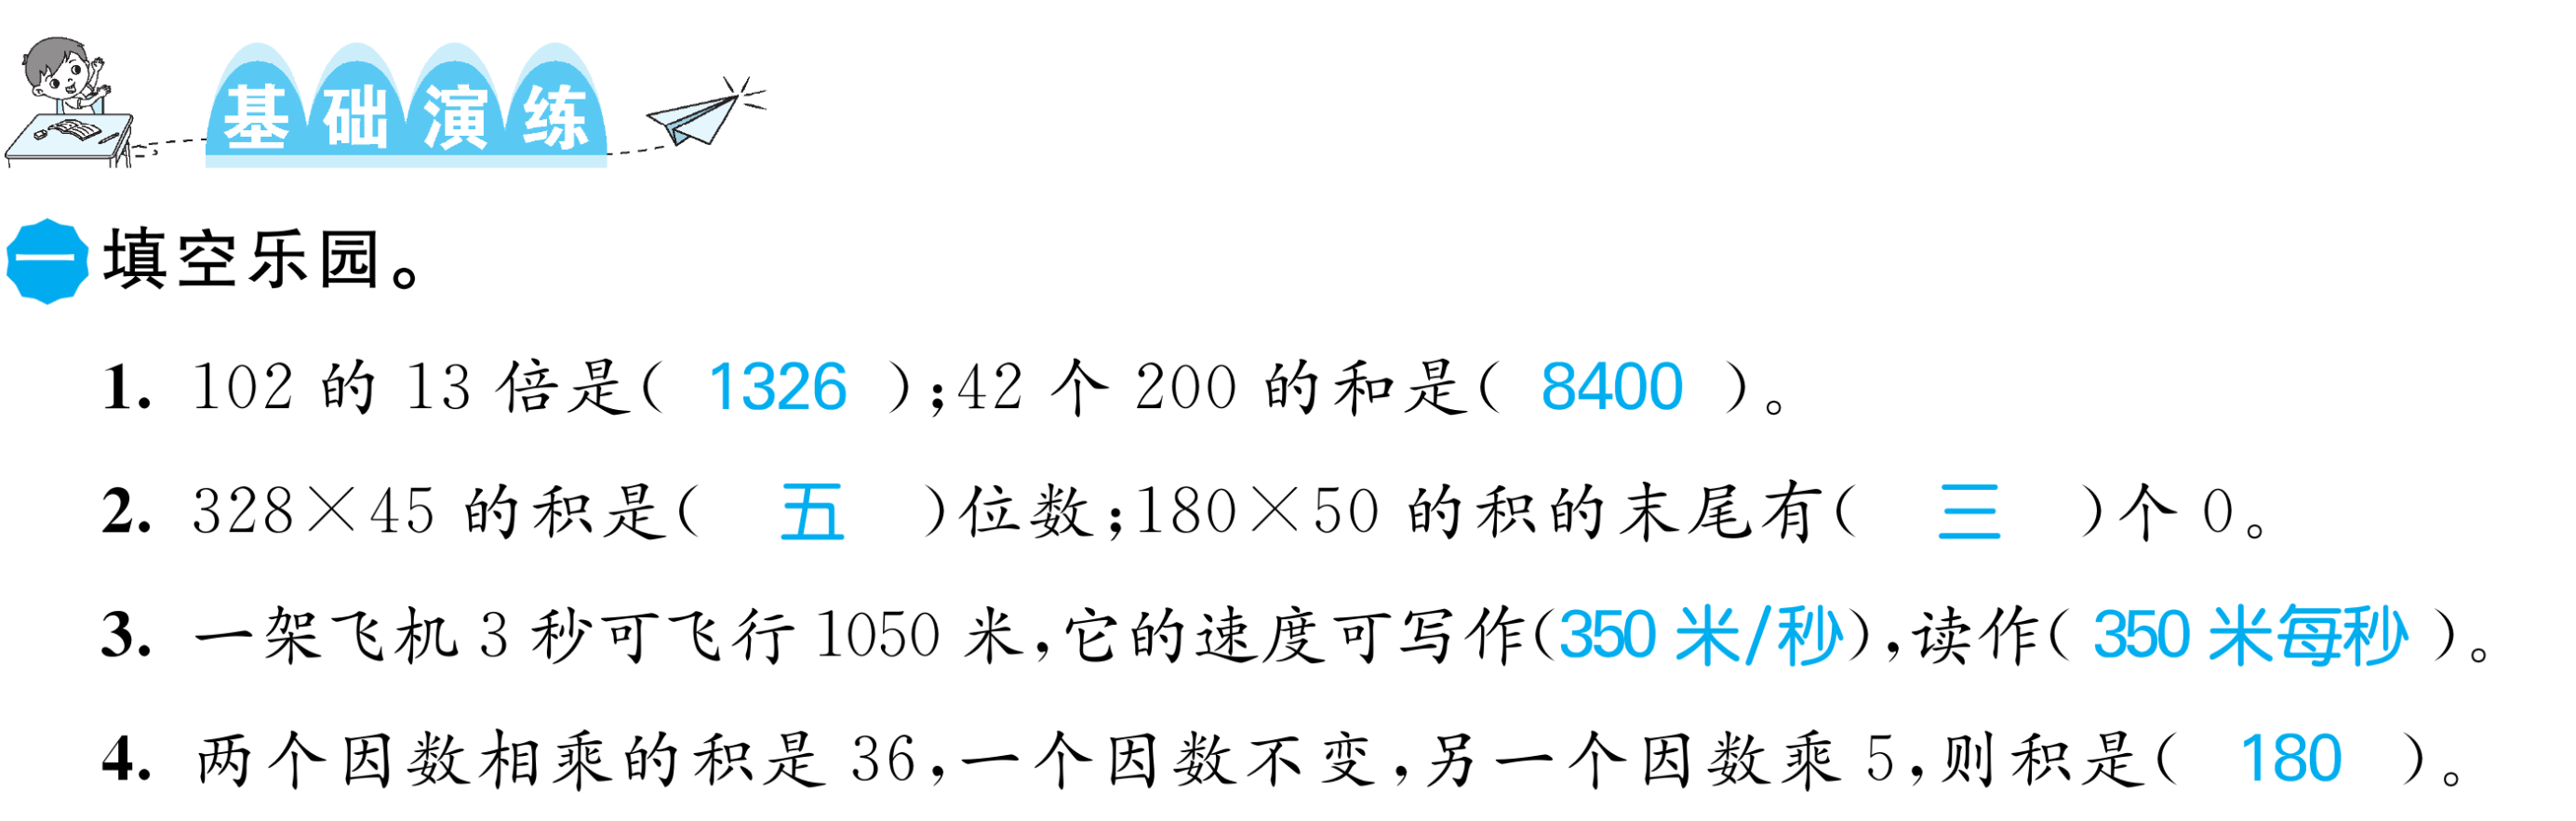 基础演练
一 填空乐园。
1. 102 的 13 倍是( 1326 );42 个 200 的和是( 8400 )。
2. 328×45 的积是( 五 )位数;180×50 的积的末尾有( 三 )个 0。
3. 一架飞机 3 秒可飞行 1050 米,它的速度可写作(350 米/秒),读作( 350 米每秒 )。
4. 两个因数相乘的积是 36,一个因数不变,另一个因数乘 5,则积是( 180 )。